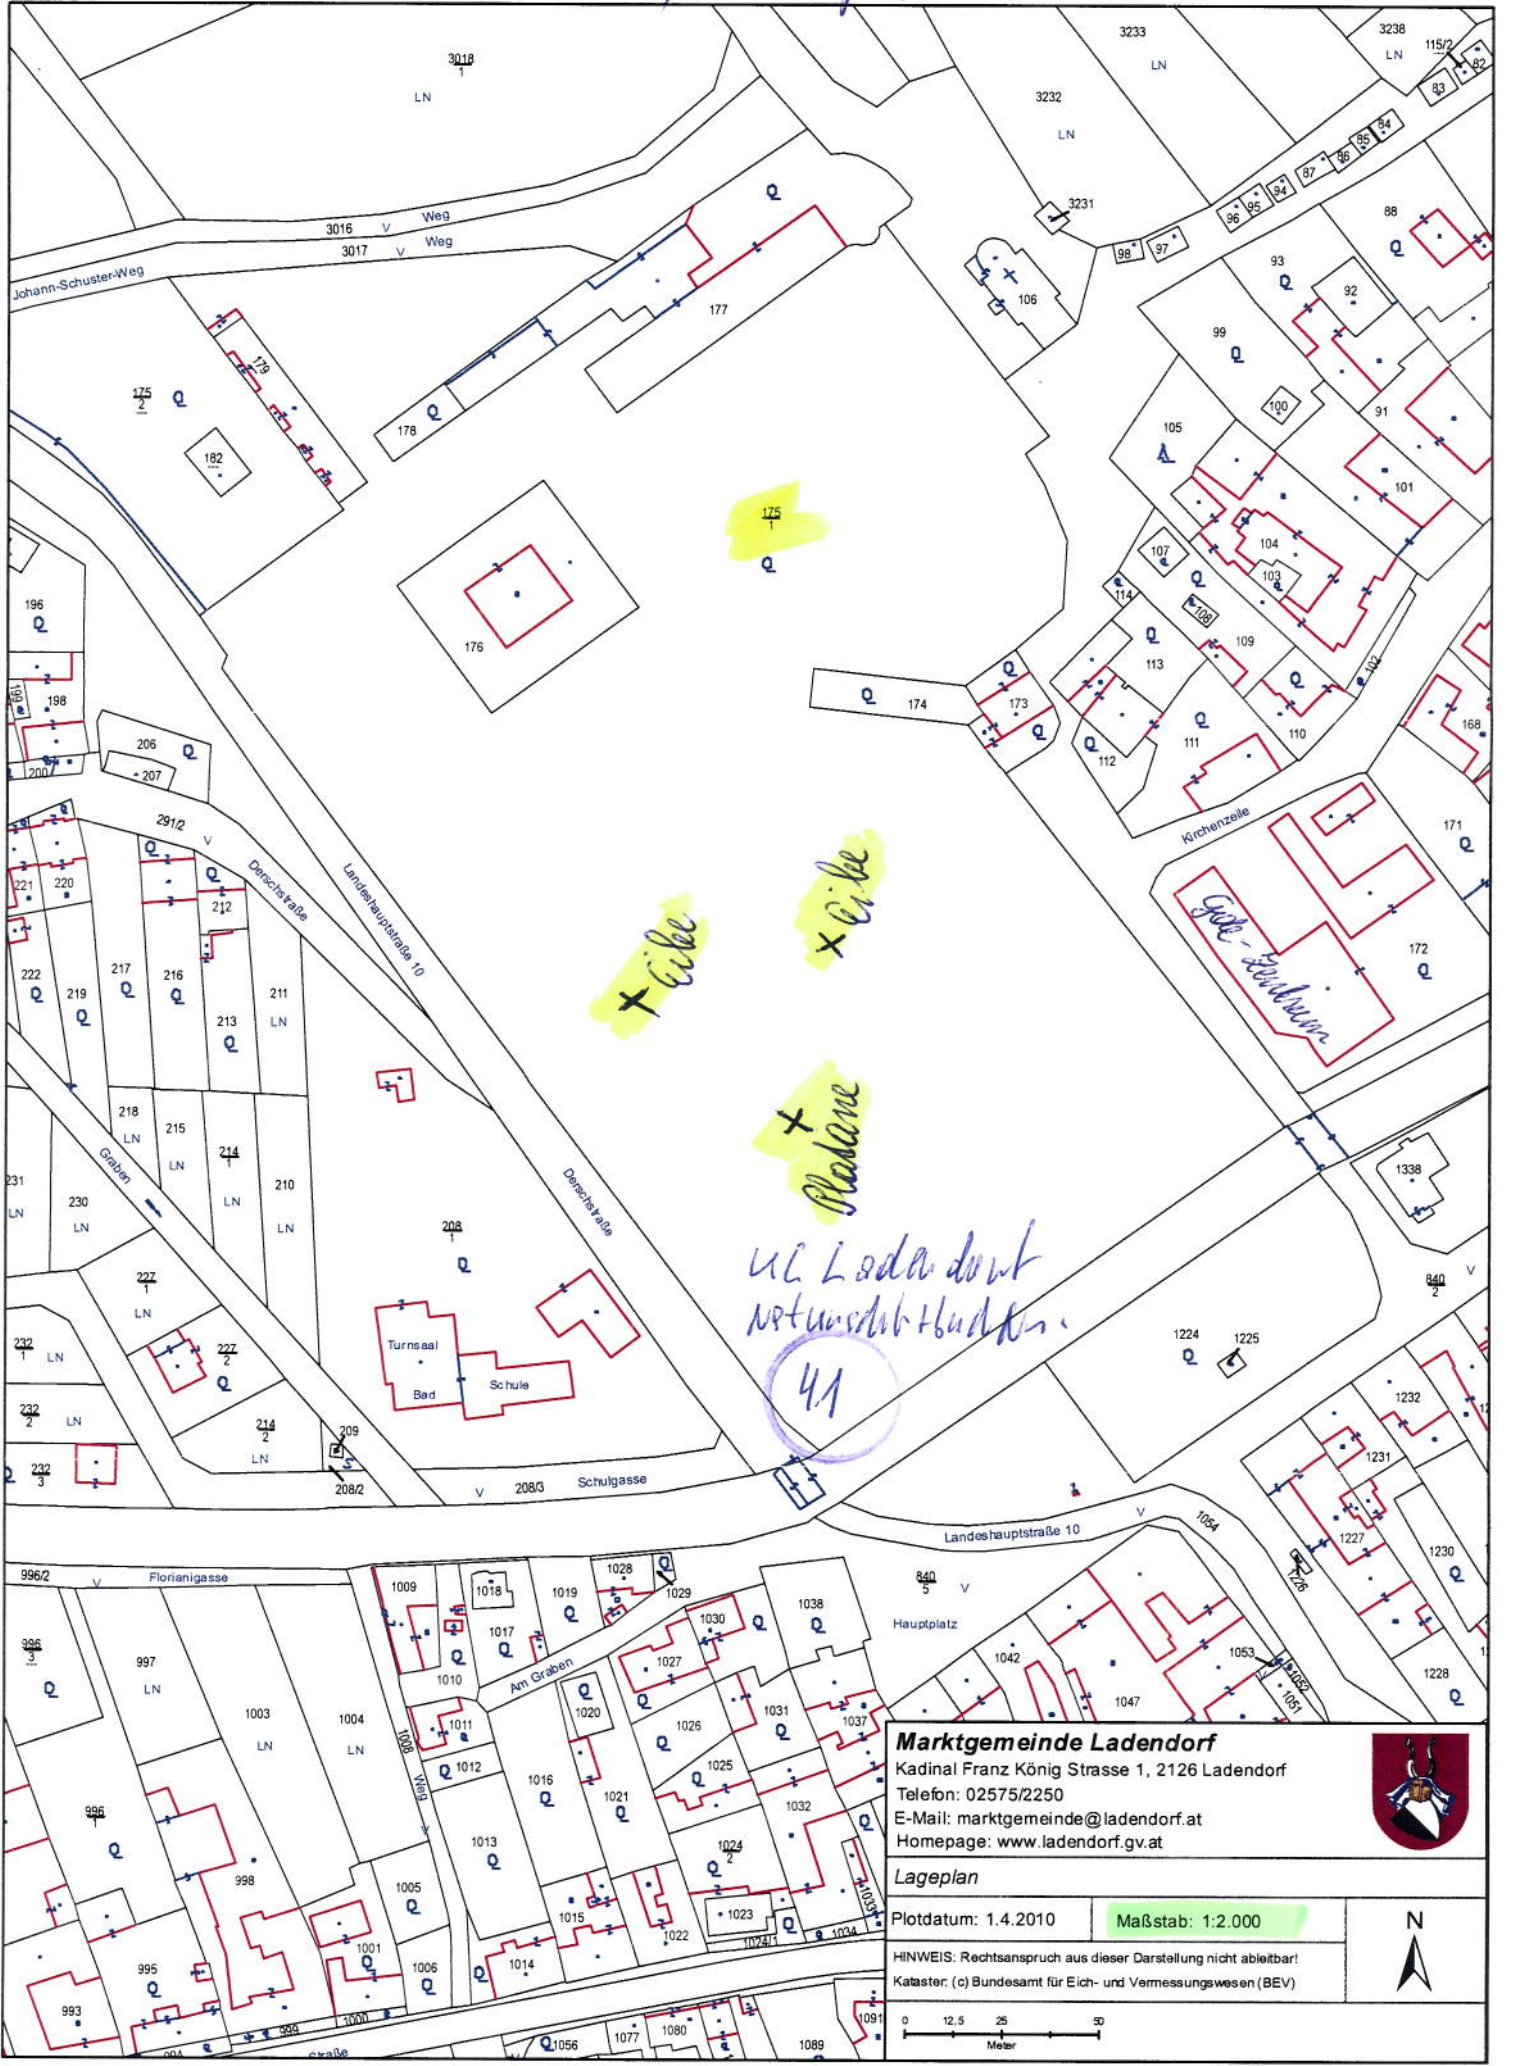 3018
1
LN
3233
LN
3238
LN
115/2
82
83
3232
LN
84
85
86
87
94
95
96
3231
98
97
88
Q
3016 V Weg
3017 V Weg
Johann-Schuster-Weg
Q
177
106
93
Q
92
99
Q
179
175
2
Q
178
Q
182
100
91
105
101
175
1
Q
104
103
107
Q
114
108
109
102
113
Q
Q
196
Q
176
174
Q
173
Q
Q
198
199
200
206
Q
207
112
Q
111
Q
110
168
291/2
V
Derschstraße
Landeshauptstraße 10
Kirchenzeile
171
Q
221
220
212
Q
Q
222
Q
219
Q
217
Q
216
Q
213
Q
211
LN
+ Eibe
x Eibe
172
Q
218
LN
215
LN
214
1
LN
210
LN
Graben
231
LN
230
LN
+
Platane
Derschstraße
208
1
Q
1338
840
2
V
227
1
LN
227
2
Q
232
1
LN
232
2
LN
232
3
214
2
LN
209
208/2
Turnsaal
Bad
Schule
41
1224
Q
1225
1232
1231
V
208/3
Schulgasse
Landeshauptstraße 10
V
1054
1227
1230
Q
1226
996/2
V
Florianigasse
1009
1018
1019
Q
1028
Q
1029
840
5
V
Hauptplatz
1038
Q
1030
Q
1017
Q
1010
Q
1027
Q
Am Graben
996
3
Q
997
LN
1003
LN
1004
LN
1008
Weg
V
1011
1012
Q
1020
Q
1026
Q
1031
Q
1037
1042
1047
1053
1052
1051
1228
Q
1016
Q
1021
Q
1025
Q
1032
996
1
Q
1013
Q
1024
2
Q
998
1005
Q
1015
1022
1023
1033
1034
1024/1
995
Q
1001
Q
1006
Q
1014
993
999
1000
994
Straße
1056
1077
1080
1089
1091
Marktgemeinde Ladendorf
Kadinal Franz König Strasse 1, 2126 Ladendorf
Telefon: 02575/2250
E-Mail: marktgemeinde@ladendorf.at
Homepage: www.ladendorf.gv.at
Lageplan
Plotdatum: 1.4.2010
Maßstab: 1:2.000
N
HINWEIS: Rechtsanspruch aus dieser Darstellung nicht ableitbar!
Kataster: (c) Bundesamt für Eich- und Vermessungswesen (BEV)
0 12,5 25 50
Meter